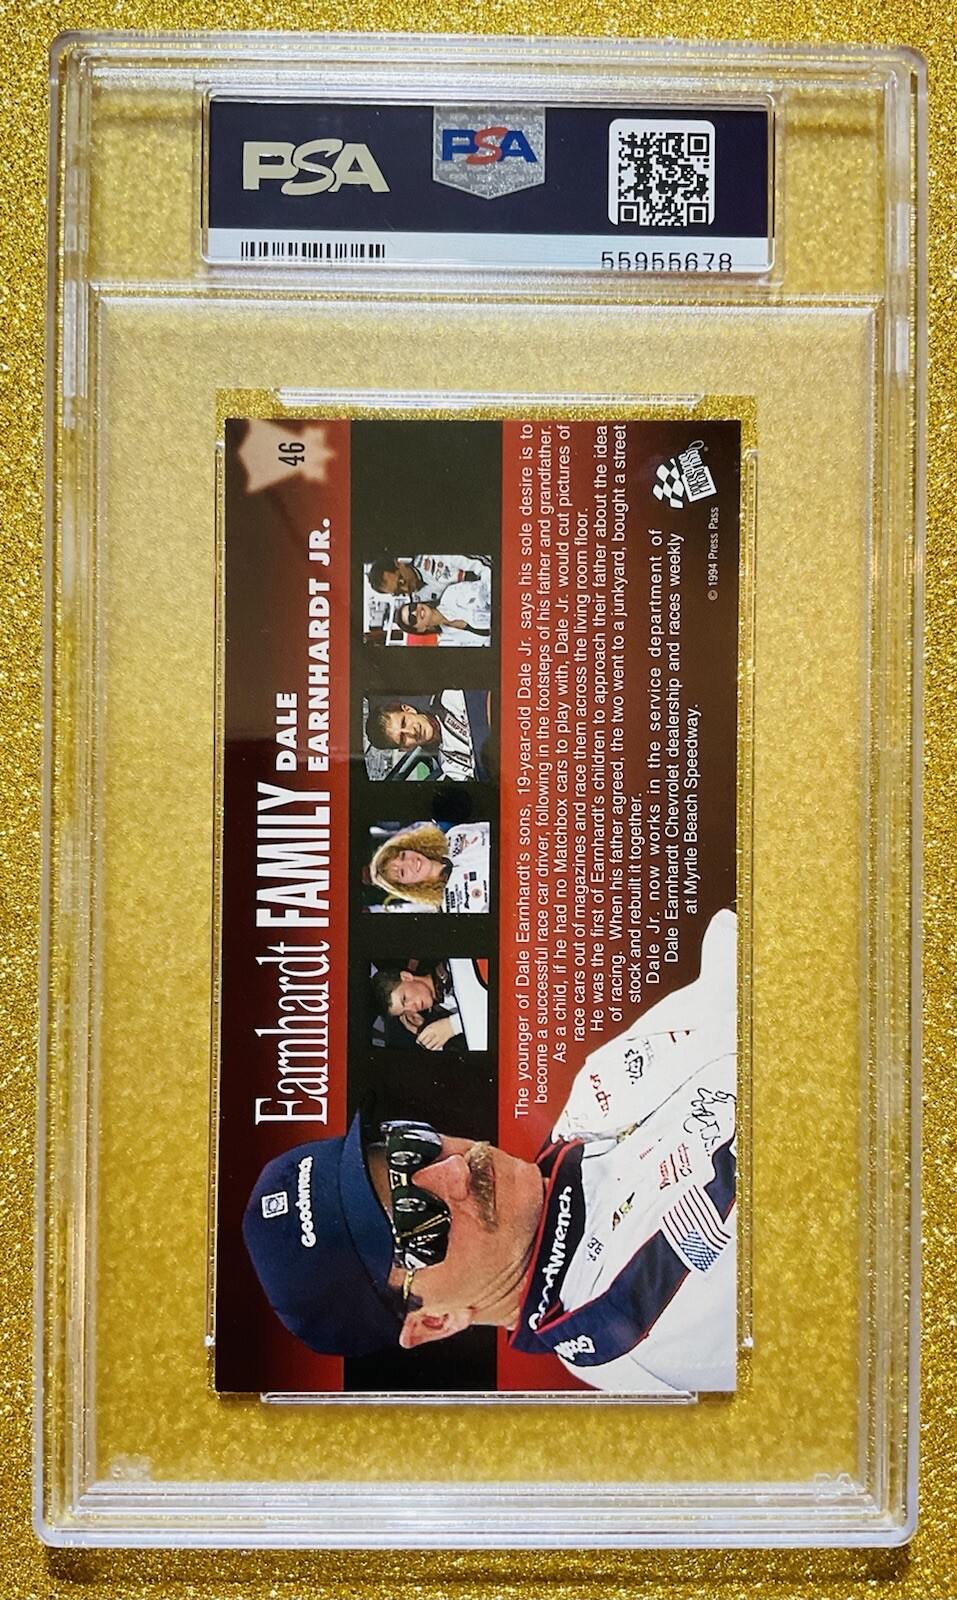 PSA
PSA
55955678
46
Earnhardt FAMILY
DALE
EARNHARDT JR.
The younger of Dale Earnhardt's sons, 19-year-old Dale Jr. says his sole desire is to
become a successful race car driver, following in the footsteps of his father and grandfather.
As a child, if he had no Matchbox cars to play with, Dale Jr. would cut pictures of
race cars out of magazines and race them across the living room floor.
He was the first of Earnhardt's children to approach their father about the idea
of racing. When his father agreed, the two went to a junkyard, bought a street
stock and rebuilt it together.
Dale Jr. now works in the service department of
Dale Earnhardt Chevrolet dealership and races weekly
at Myrtle Beach Speedway.
PRESS PASS
© 1994 Press Pass
Goodwrench
Goodwrench